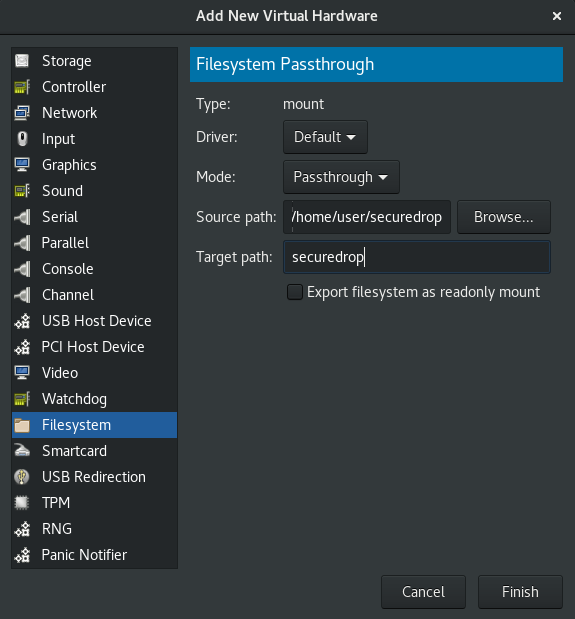 Add New Virtual Hardware
Storage
Controller
Network
Input
Graphics
Sound
Serial
Parallel
Console
Channel
USB Host Device
PCI Host Device
Video
Watchdog
Filesystem
Smartcard
USB Redirection
TPM
RNG
Panic Notifier
Filesystem Passthrough
Type: mount
Driver: Default
Mode: Passthrough
Source path: /home/user/securedrop Browse...
Target path: securedrop
Export filesystem as readonly mount
Cancel Finish